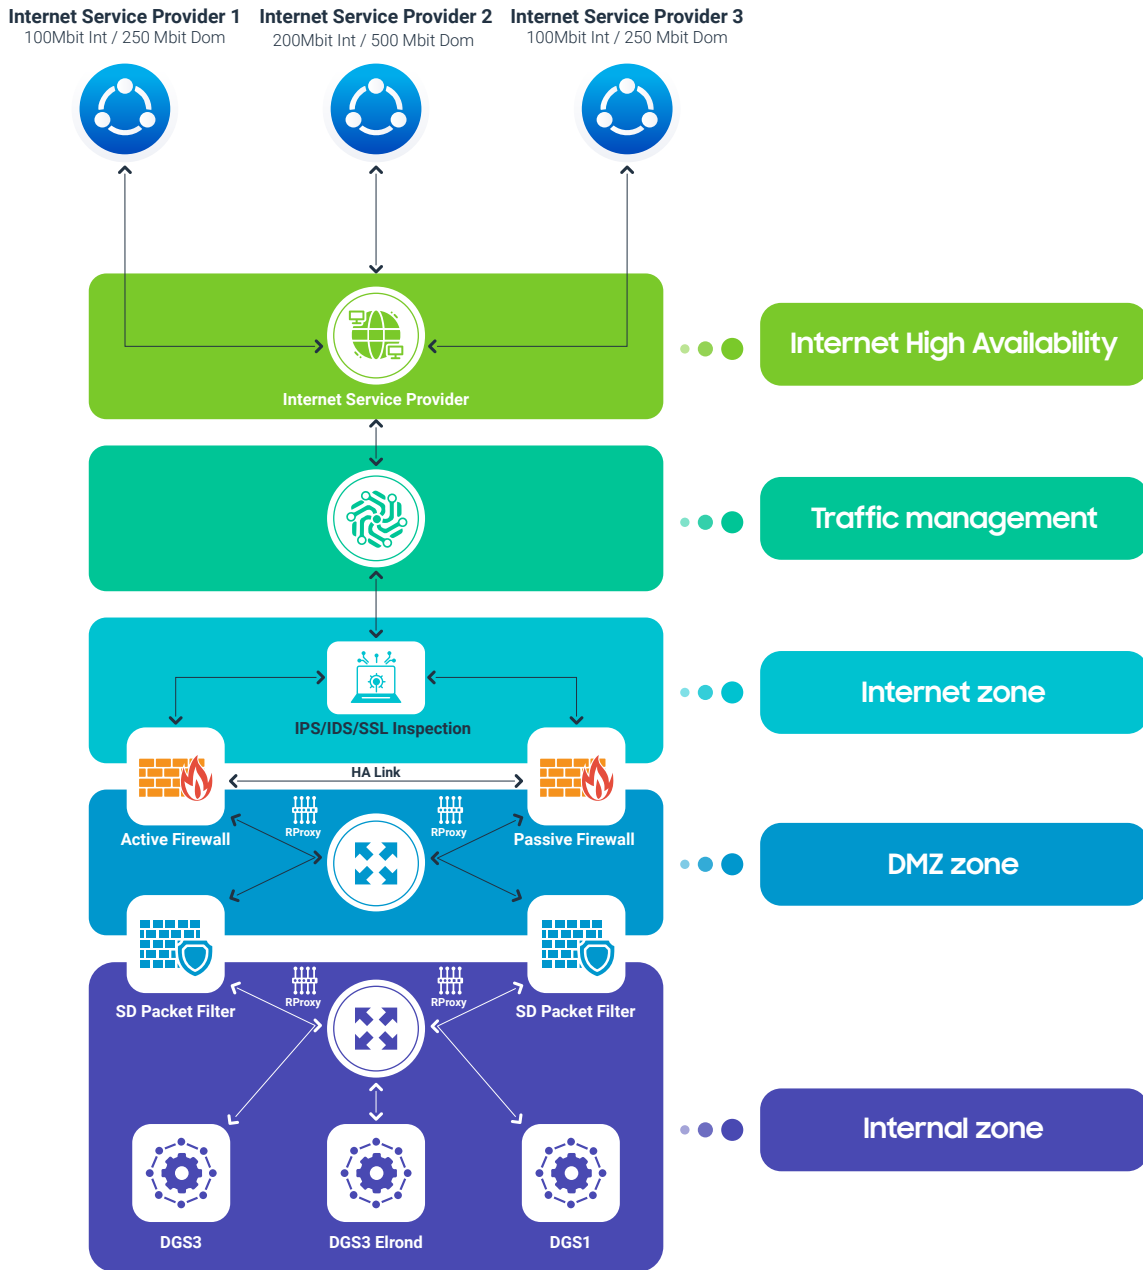 Internet Service Provider 1
100Mbit Int / 250 Mbit Dom
Internet Service Provider 2
200Mbit Int / 500 Mbit Dom
Internet Service Provider 3
100Mbit Int / 250 Mbit Dom
Internet Service Provider
Internet High Availability
Traffic management
IPS/IDS/SSL Inspection
Internet zone
HA Link
RProxy
RProxy
Active Firewall
Passive Firewall
DMZ zone
SD Packet Filter
RProxy
RProxy
SD Packet Filter
Internal zone
DGS3
DGS3 Elrond
DGS1